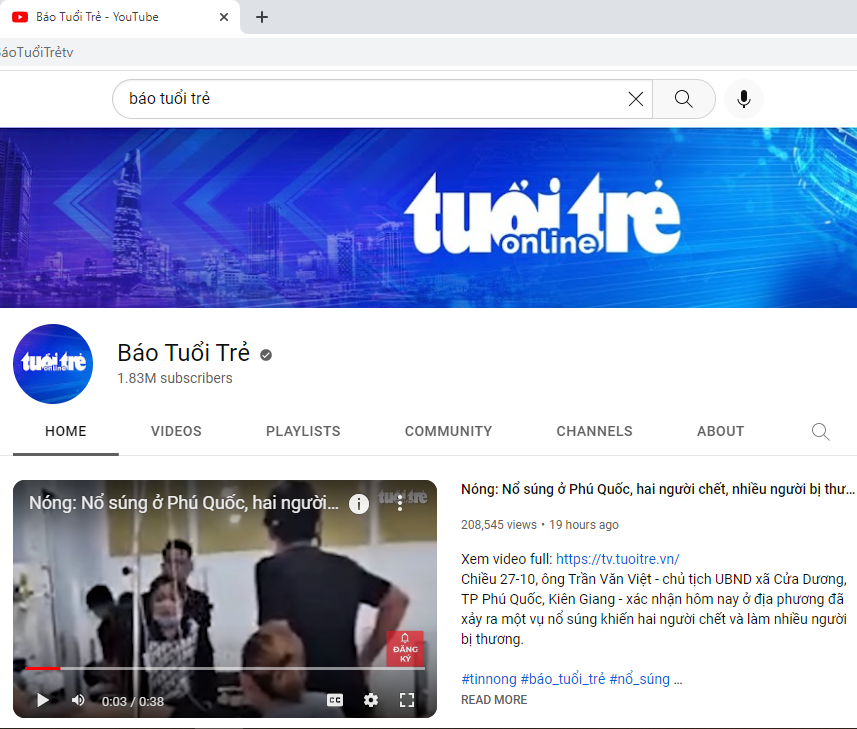 Báo Tuổi Trẻ - YouTube
áoTuổiTrẻtv
báo tuổi trẻ
tuổi trẻ
online
tuổi trẻ
online
Báo Tuổi Trẻ
1.83M subscribers
HOME VIDEOS PLAYLISTS COMMUNITY CHANNELS ABOUT
Nóng: Nổ súng ở Phú Quốc, hai người...
tuổi trẻ
ĐĂNG
KÝ
0:03 / 0:38
CC
Nóng: Nổ súng ở Phú Quốc, hai người chết, nhiều người bị thư...
208,545 views • 19 hours ago
Xem video full: https://tv.tuoitre.vn/
Chiều 27-10, ông Trần Văn Việt - chủ tịch UBND xã Cửa Dương,
TP Phú Quốc, Kiên Giang - xác nhận hôm nay ở địa phương đã
xảy ra một vụ nổ súng khiến hai người chết và làm nhiều người
bị thương.
#tinnong #báo_tuổi_trẻ #nổ_súng ...
READ MORE